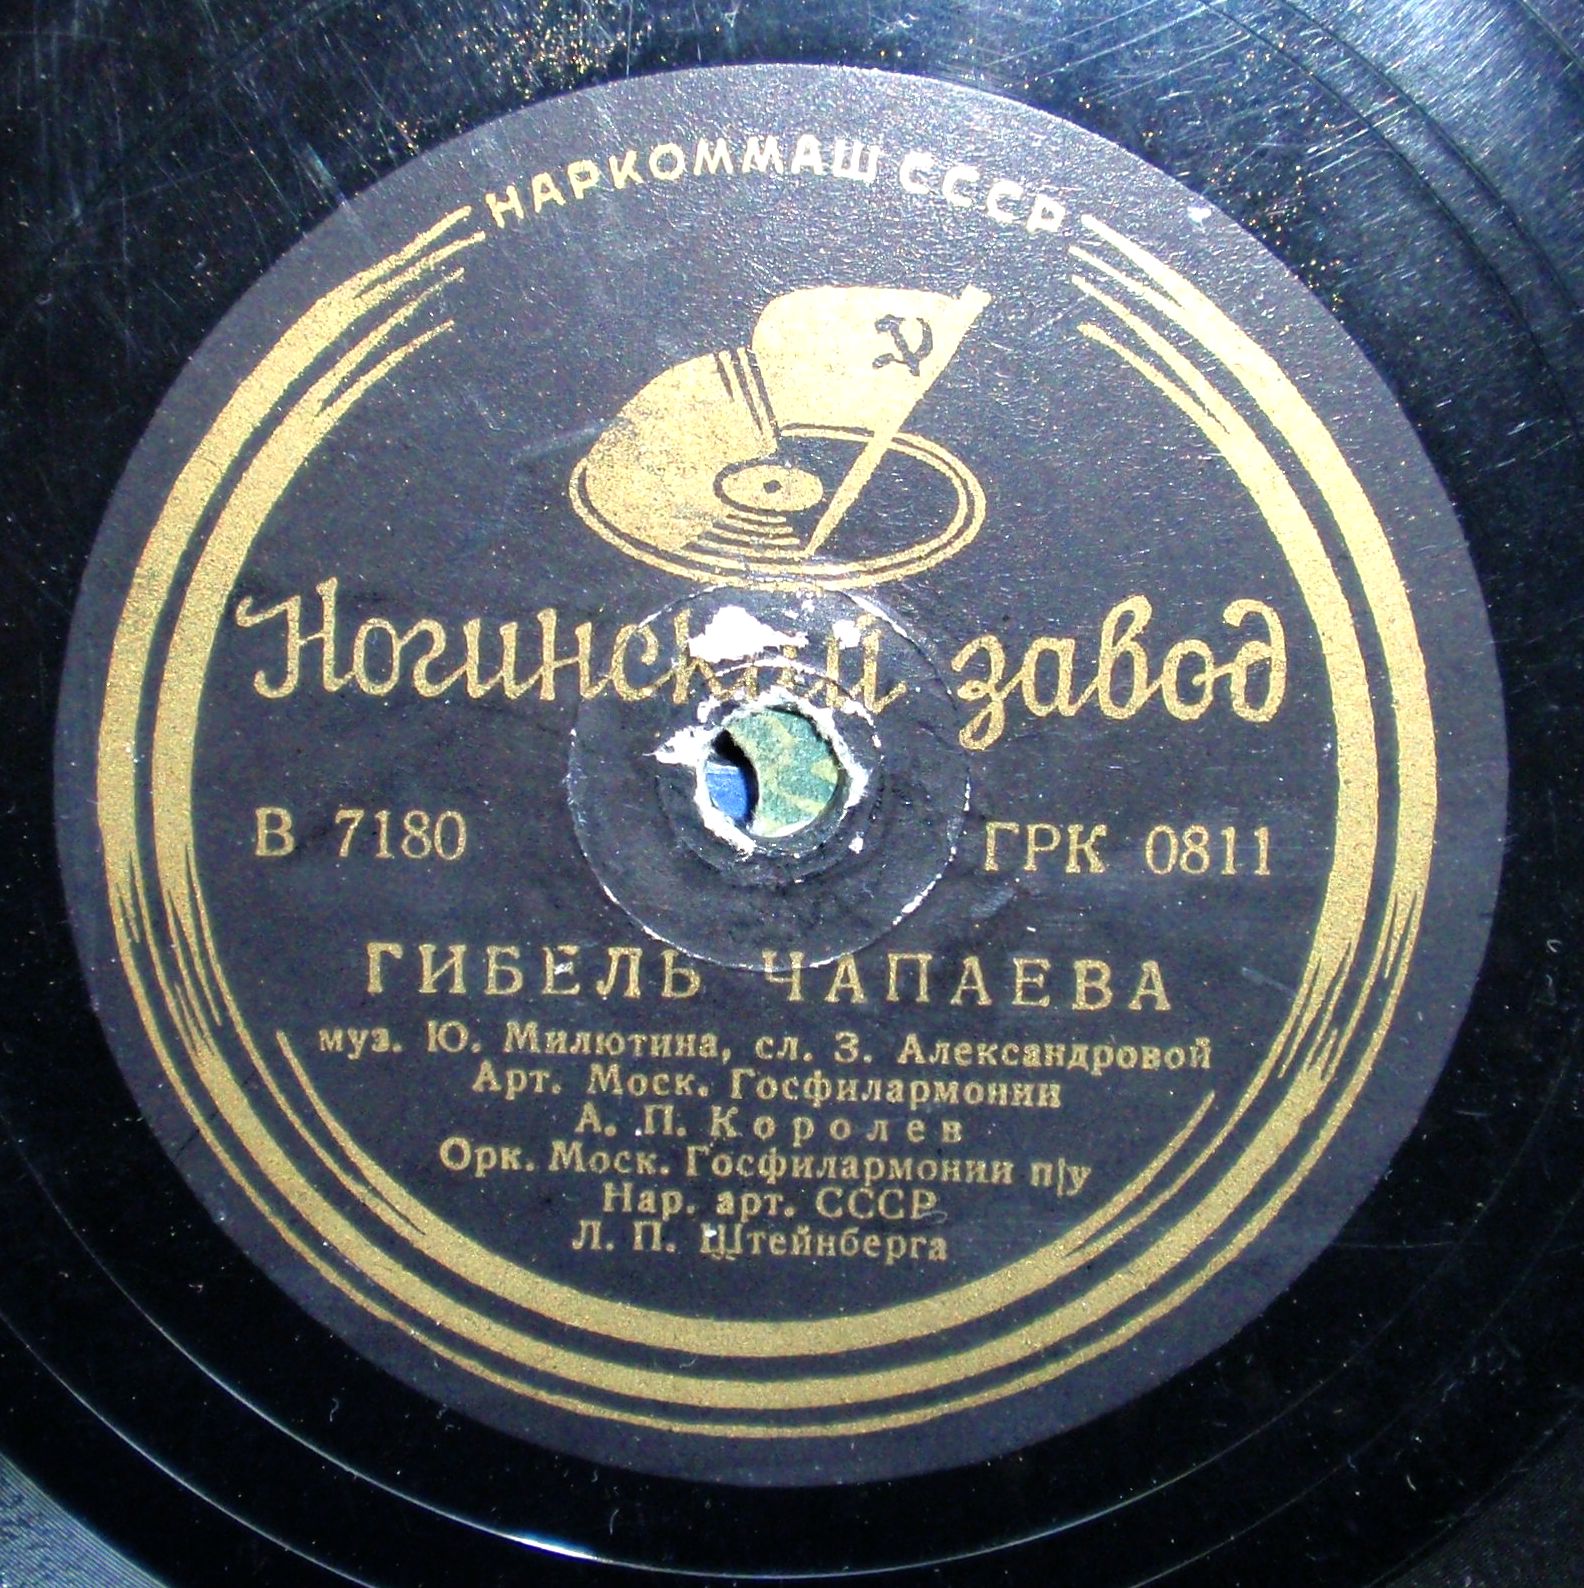 НАРКОММАШ СССР
Ногинский завод
В 7180 ГРК 0811
ГИБЕЛЬ ЧАПАЕВА
муз. Ю. Милютина, сл. З. Александровой
Арт. Моск. Госфилармонии
А. П. Королев
Орк. Моск. Госфилармонии п/у
Нар. арт. СССР
Л. П. Штейнберга